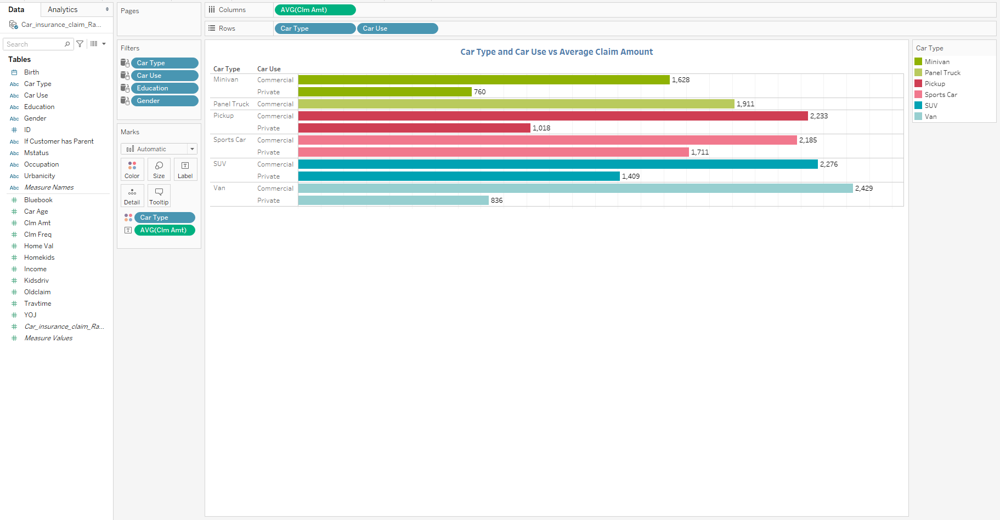 Data
Analytics
Car_insurance_claim_Ra...
Search
Tables
Birth
Abc Car Type
Abc Car Use
Abc Education
Abc Gender
ID
Abc If Customer has Parent
Abc Mstatus
Abc Occupation
Abc Urbanicity
Abc Measure Names
Bluebook
Car Age
Clm Amt
Clm Freq
Home Val
Homekids
Income
Kidsdriv
Oldclaim
Travtime
YOJ
Car_insurance_claim_Ra...
Measure Values
Pages
Filters
Car Type
Car Use
Education
Gender
Marks
Automatic
Color Size Label
Detail Tooltip
Car Type
AVG(Clm Amt)
Columns AVG(Clm Amt)
Rows Car Type Car Use
Car Type and Car Use vs Average Claim Amount
Car Type Car Use
Minivan Commercial 1,628
Private 760
Panel Truck Commercial 1,911
Pickup Commercial 2,233
Private 1,018
Sports Car Commercial 2,185
Private 1,711
SUV Commercial 2,276
Private 1,409
Van Commercial 2,429
Private 836
Car Type
Minivan
Panel Truck
Pickup
Sports Car
SUV
Van